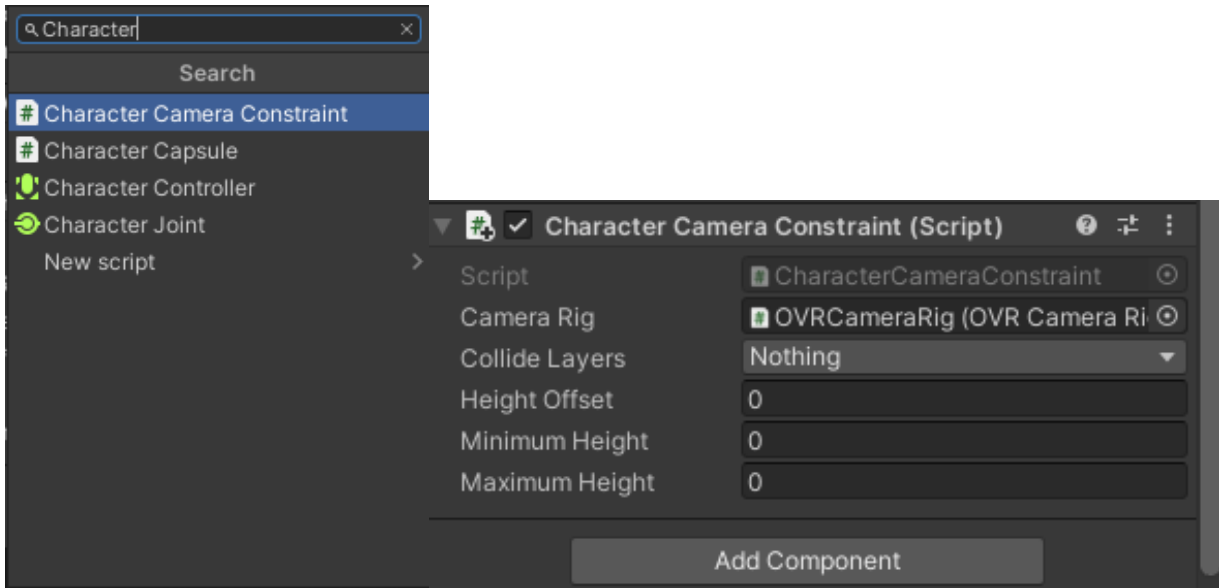 Character
Search
Character Camera Constraint
Character Capsule
Character Controller
Character Joint
New script
Character Camera Constraint (Script)
Script CharacterCameraConstraint
Camera Rig OVRCameraRig (OVR Camera Ri
Collide Layers Nothing
Height Offset 0
Minimum Height 0
Maximum Height 0
Add Component